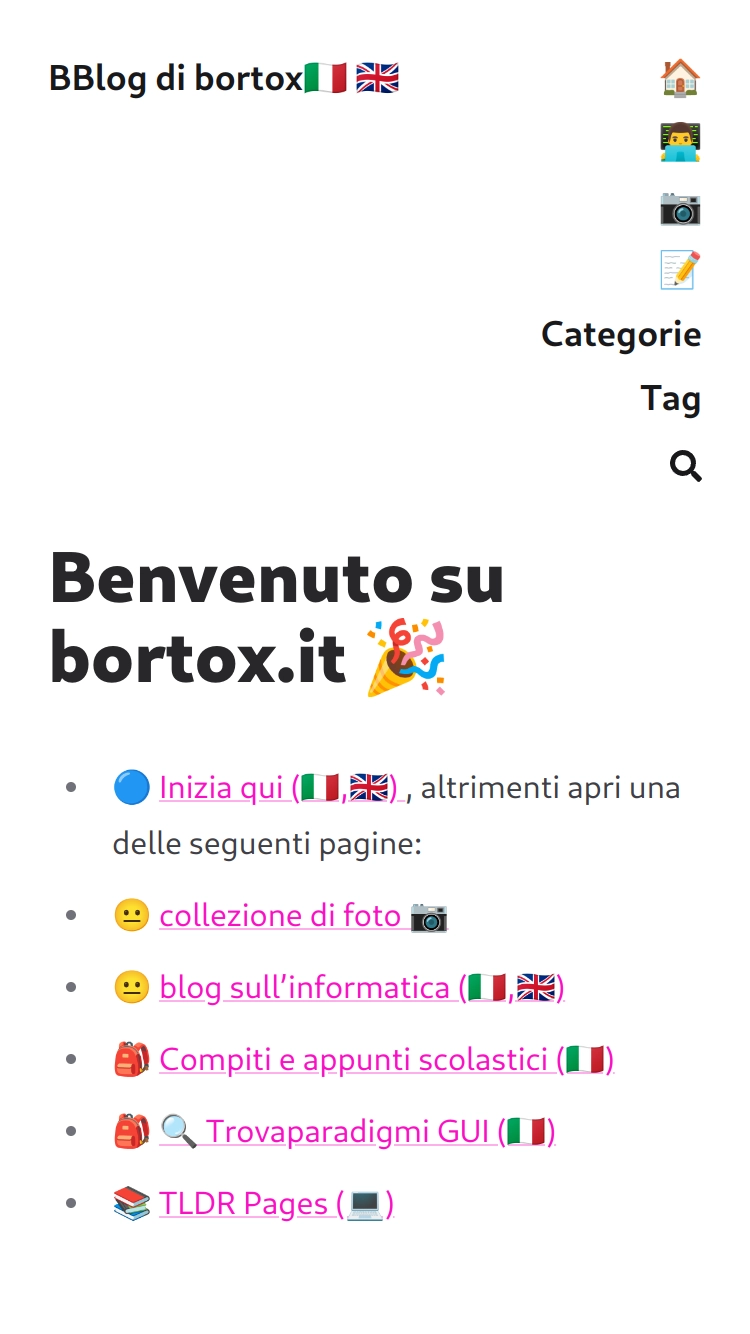 BBlog di bortox🇮🇹 🇬🇧
🏠
👨‍💻
📷
📝
Categorie
Tag
Benvenuto su
bortox.it 🎉
🔵 Inizia qui (🇮🇹,🇬🇧) , altrimenti apri una
delle seguenti pagine:
😐 collezione di foto 📷
😐 blog sull’informatica (🇮🇹,🇬🇧)
🎒 Compiti e appunti scolastici (🇮🇹)
🎒 🔍 Trovaparadigmi GUI (🇮🇹)
📚 TLDR Pages (💻)